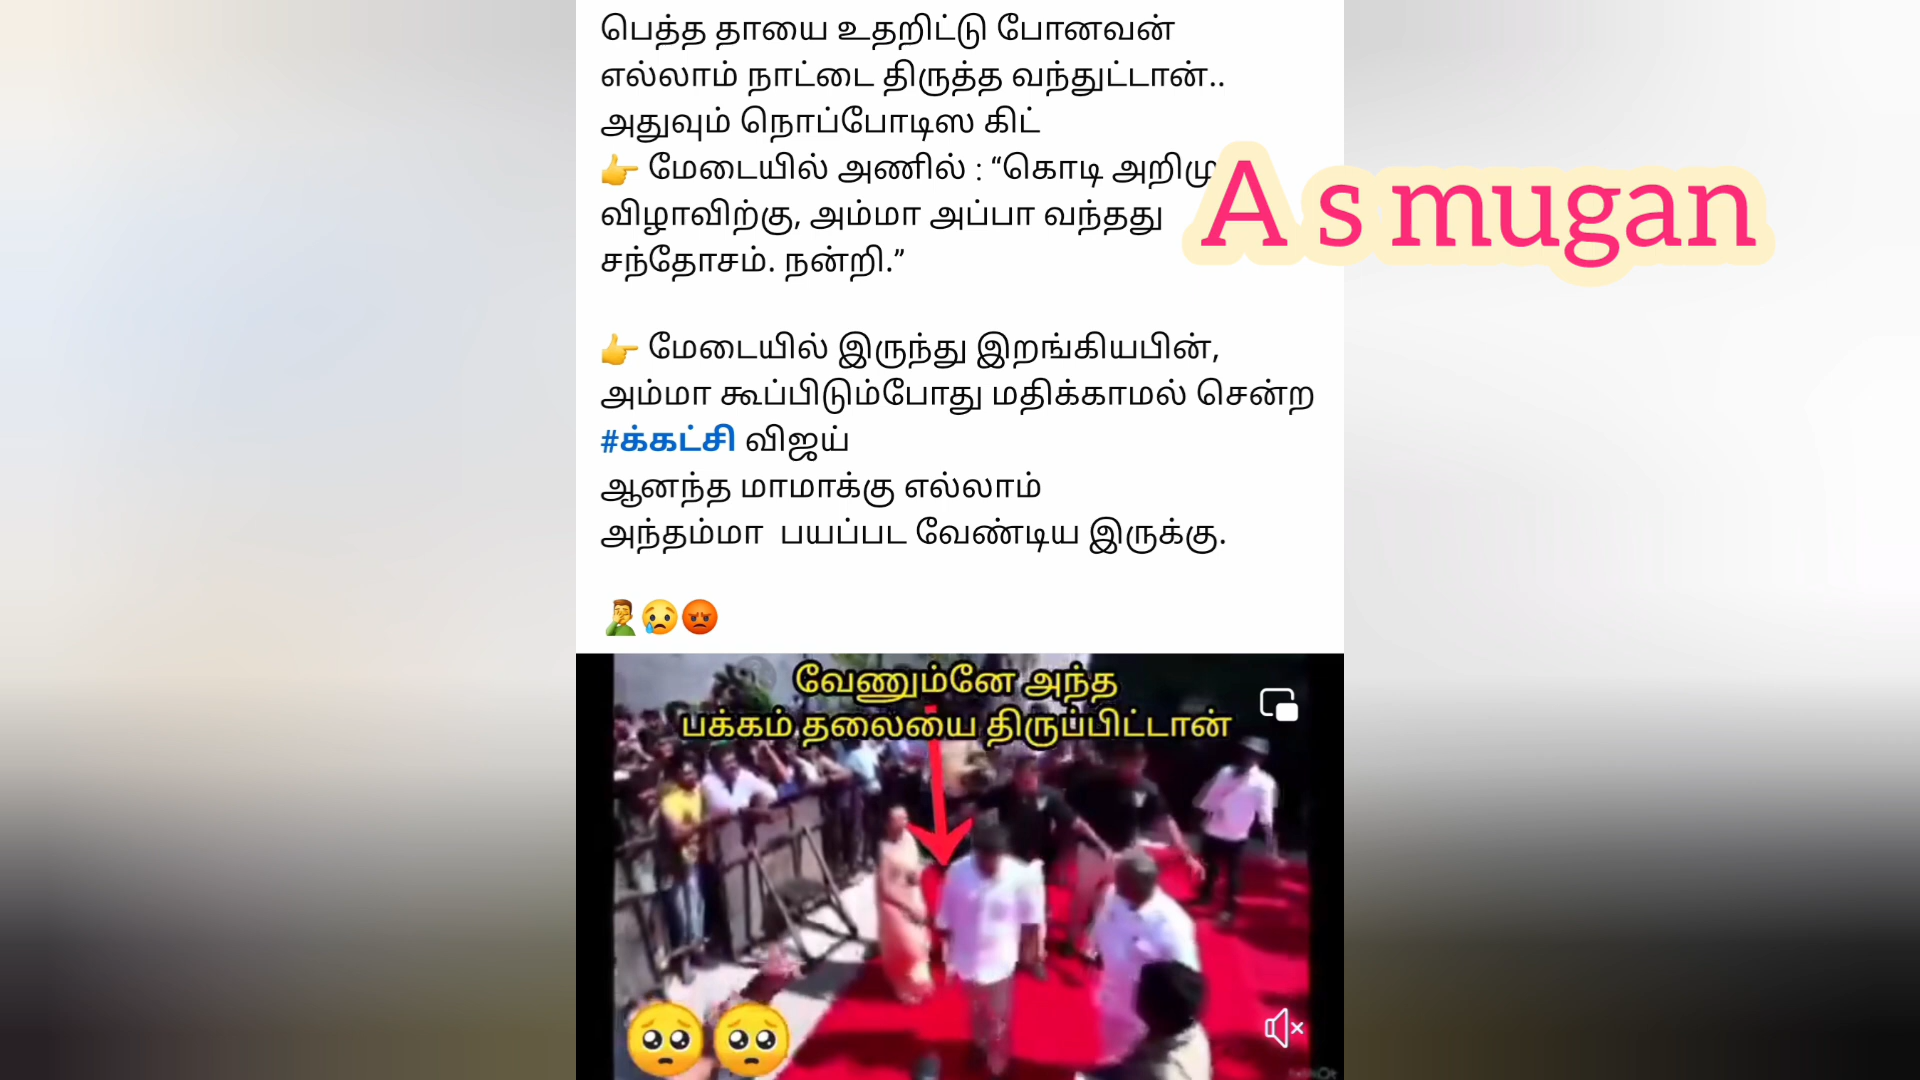 பெத்த தாயை உதறிட்டு போனவன்
எல்லாம் நாட்டை திருத்த வந்துட்டான்..
அதுவும் நொப்போடிஸ கிட்
👉 மேடையில் அணில் : “கொடி அறிமு
விழாவிற்கு, அம்மா அப்பா வந்தது
சந்தோசம். நன்றி.”
A s mugan
👉 மேடையில் இருந்து இறங்கியபின்,
அம்மா கூப்பிடும்போது மதிக்காமல் சென்ற
#க்கட்சி விஜய்
ஆனந்த மாமாக்கு எல்லாம்
அந்தம்மா பயப்பட வேண்டிய இருக்கு.
🤦‍♂️😢😡
வேணும்னே அந்த
பக்கம் தலையை திருப்பிட்டான்